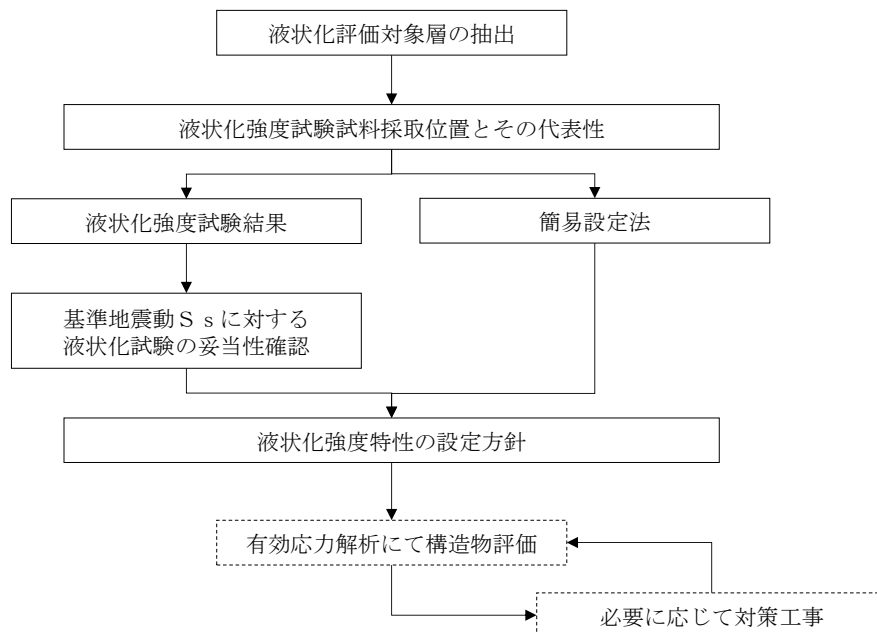 液状化評価対象層の抽出
液状化強度試験試料採取位置とその代表性
液状化強度試験結果
簡易設定法
基準地震動Ｓｓに対する
液状化試験の妥当性確認
液状化強度特性の設定方針
有効応力解析にて構造物評価
必要に応じて対策工事